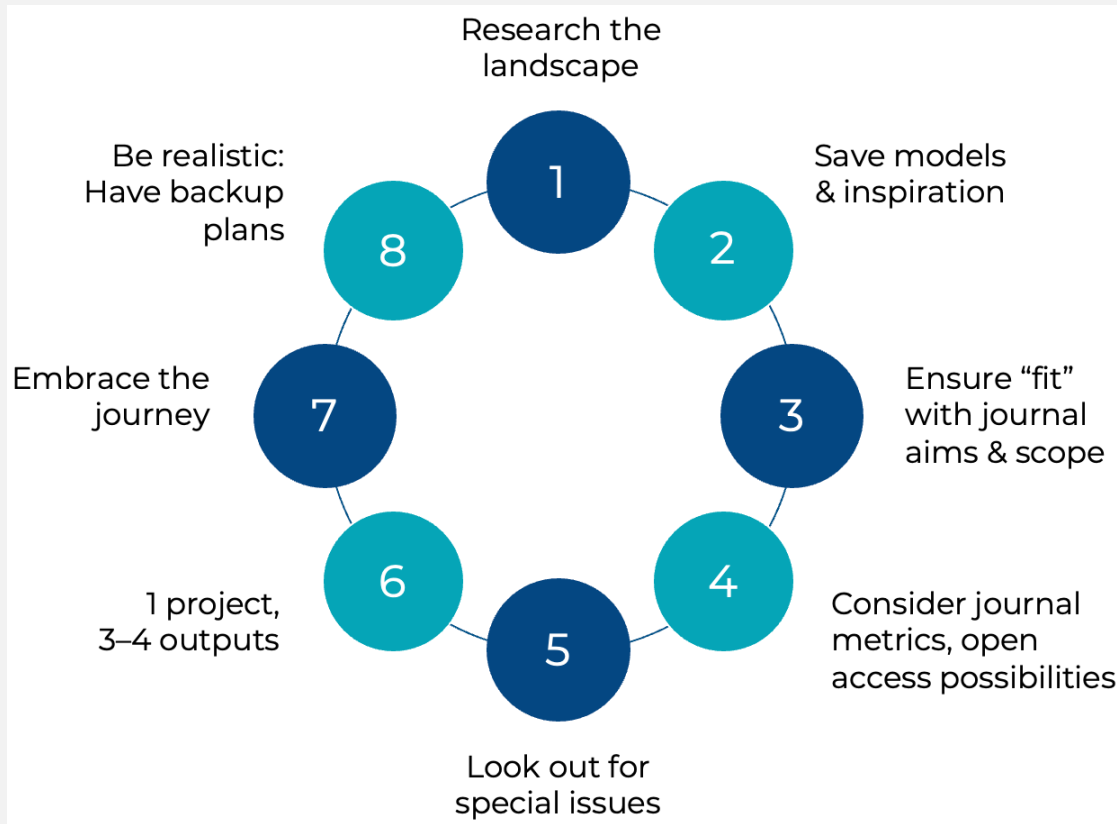 Research the
landscape
1
Save models
& inspiration
2
Ensure “fit”
with journal
aims & scope
3
Consider journal
metrics, open
access possibilities
4
Look out for
special issues
5
1 project,
3–4 outputs
6
Embrace the
journey
7
Be realistic:
Have backup
plans
8